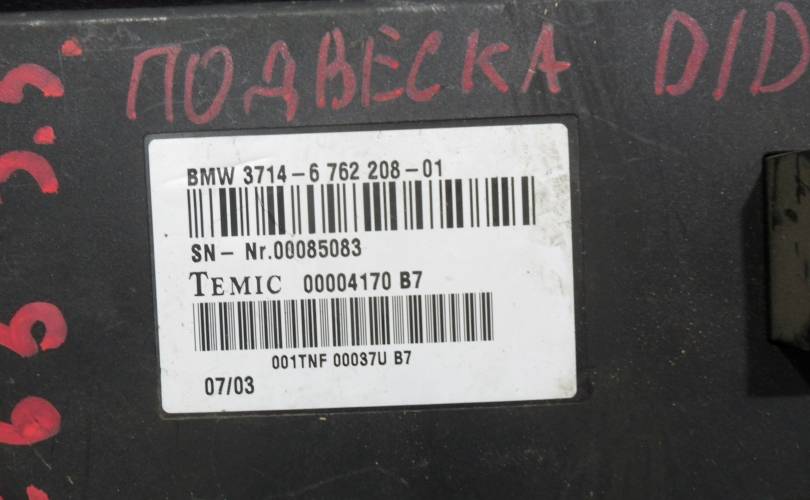 ПОДВЕСКА D/D
BMW 3714-6 762 208-01
SN- Nr.00085083
TEMIC 00004170 B7
001TNF 00037U B7
07/03